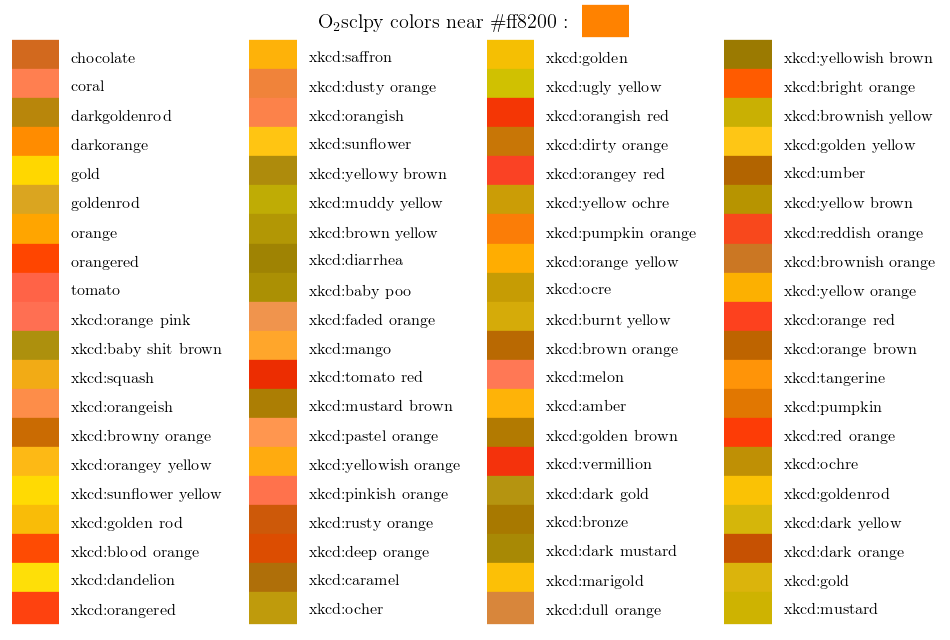 O₂sclpy colors near #ff8200 :
chocolate
coral
darkgoldenrod
darkorange
gold
goldenrod
orange
orangered
tomato
xkcd:orange pink
xkcd:baby shit brown
xkcd:squash
xkcd:orangeish
xkcd:browny orange
xkcd:orangey yellow
xkcd:sunflower yellow
xkcd:golden rod
xkcd:blood orange
xkcd:dandelion
xkcd:orangered
xkcd:saffron
xkcd:dusty orange
xkcd:orangish
xkcd:sunflower
xkcd:yellowy brown
xkcd:muddy yellow
xkcd:brown yellow
xkcd:diarrhea
xkcd:baby poo
xkcd:faded orange
xkcd:mango
xkcd:tomato red
xkcd:mustard brown
xkcd:pastel orange
xkcd:yellowish orange
xkcd:pinkish orange
xkcd:rusty orange
xkcd:deep orange
xkcd:caramel
xkcd:ocher
xkcd:golden
xkcd:ugly yellow
xkcd:orangish red
xkcd:dirty orange
xkcd:orangey red
xkcd:yellow ochre
xkcd:pumpkin orange
xkcd:orange yellow
xkcd:ocre
xkcd:burnt yellow
xkcd:brown orange
xkcd:melon
xkcd:amber
xkcd:golden brown
xkcd:vermillion
xkcd:dark gold
xkcd:bronze
xkcd:dark mustard
xkcd:marigold
xkcd:dull orange
xkcd:yellowish brown
xkcd:bright orange
xkcd:brownish yellow
xkcd:golden yellow
xkcd:umber
xkcd:yellow brown
xkcd:reddish orange
xkcd:brownish orange
xkcd:yellow orange
xkcd:orange red
xkcd:orange brown
xkcd:tangerine
xkcd:pumpkin
xkcd:red orange
xkcd:ochre
xkcd:goldenrod
xkcd:dark yellow
xkcd:dark orange
xkcd:gold
xkcd:mustard